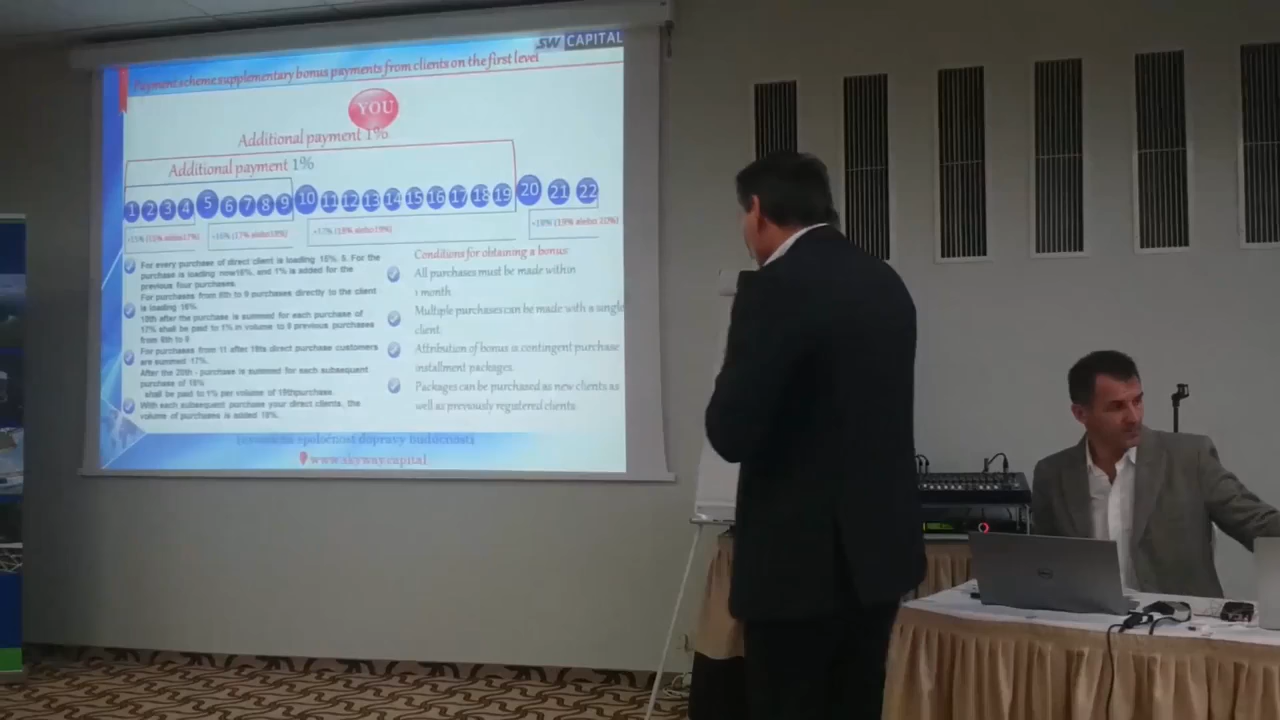 SW CAPITAL
Payment scheme supplementary bonus payments from clients on the first level
YOU
Additional payment 1%
Additional payment 1%
1 2 3 4 5 6 7 8 9 10 11 12 13 14 15 16 17 18 19 20 21 22
For every purchase of direct client is loading 15%, 5. For the
purchase is loading now16%, and 1% is added for the
previous four purchases.
For purchases from 6th to 9 purchases directly to the client
is loading 16%.
10th after the purchase is summed for each purchase of
17% shall be paid to 1% in volume to 9 previous purchases
from 6th to 9
For purchases from 11 after 19ts direct purchase customers
are summed 17%.
After the 20th - purchase is summed for each subsequent
purchase of 18%
shall be paid to 1% per volume of 19thpurchase
With each subsequent purchase your direct clients, the
volume of purchases is added 18%.
Conditions for obtaining a bonus:
All purchases must be made within
1 month.
Multiple purchases can be made with a single
client.
Attribution of bonus is contingent purchase
installment packages.
Packages can be purchased as new clients as
well as previously registered clients.
spoločnosť dopravy budúcnosti
www.skyway.capital
DELL